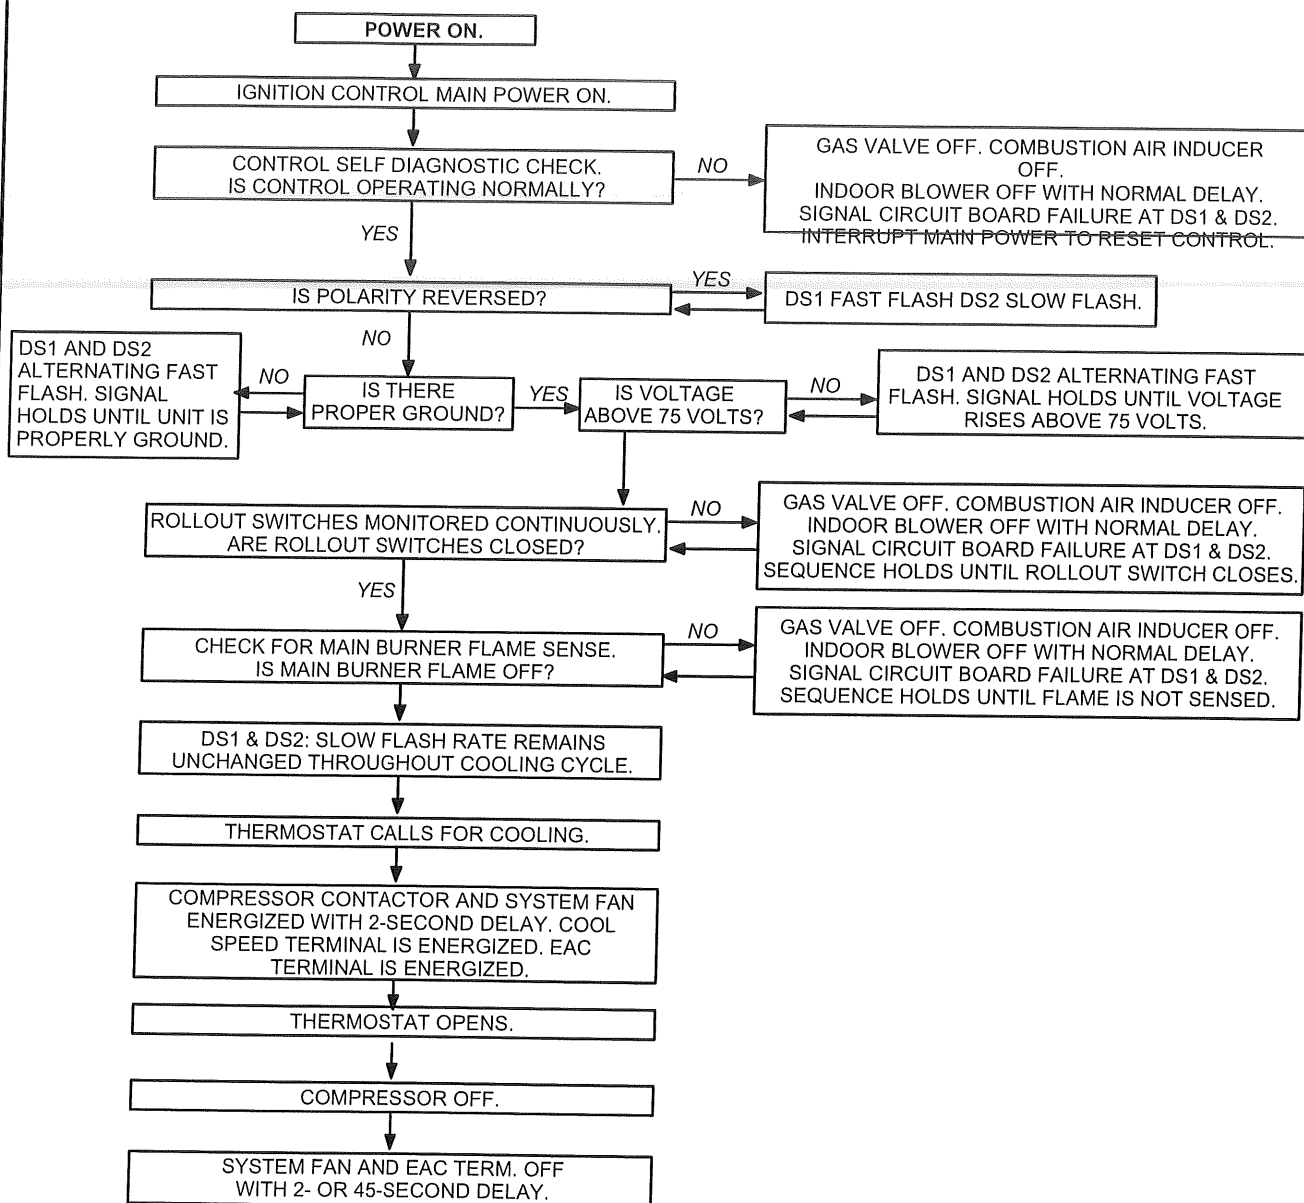 POWER ON.
IGNITION CONTROL MAIN POWER ON.
CONTROL SELF DIAGNOSTIC CHECK.
IS CONTROL OPERATING NORMALLY?
NO
GAS VALVE OFF. COMBUSTION AIR INDUCER
OFF.
INDOOR BLOWER OFF WITH NORMAL DELAY.
SIGNAL CIRCUIT BOARD FAILURE AT DS1 & DS2.
INTERRUPT MAIN POWER TO RESET CONTROL.
YES
IS POLARITY REVERSED?
YES
DS1 FAST FLASH DS2 SLOW FLASH.
NO
DS1 AND DS2
ALTERNATING FAST
FLASH. SIGNAL
HOLDS UNTIL UNIT IS
PROPERLY GROUND.
NO
IS THERE
PROPER GROUND?
YES
IS VOLTAGE
ABOVE 75 VOLTS?
NO
DS1 AND DS2 ALTERNATING FAST
FLASH. SIGNAL HOLDS UNTIL VOLTAGE
RISES ABOVE 75 VOLTS.
ROLLOUT SWITCHES MONITORED CONTINUOUSLY.
ARE ROLLOUT SWITCHES CLOSED?
NO
GAS VALVE OFF. COMBUSTION AIR INDUCER OFF.
INDOOR BLOWER OFF WITH NORMAL DELAY.
SIGNAL CIRCUIT BOARD FAILURE AT DS1 & DS2.
SEQUENCE HOLDS UNTIL ROLLOUT SWITCH CLOSES.
YES
CHECK FOR MAIN BURNER FLAME SENSE.
IS MAIN BURNER FLAME OFF?
NO
GAS VALVE OFF. COMBUSTION AIR INDUCER OFF.
INDOOR BLOWER OFF WITH NORMAL DELAY.
SIGNAL CIRCUIT BOARD FAILURE AT DS1 & DS2.
SEQUENCE HOLDS UNTIL FLAME IS NOT SENSED.
DS1 & DS2: SLOW FLASH RATE REMAINS
UNCHANGED THROUGHOUT COOLING CYCLE.
THERMOSTAT CALLS FOR COOLING.
COMPRESSOR CONTACTOR AND SYSTEM FAN
ENERGIZED WITH 2-SECOND DELAY. COOL
SPEED TERMINAL IS ENERGIZED. EAC
TERMINAL IS ENERGIZED.
THERMOSTAT OPENS.
COMPRESSOR OFF.
SYSTEM FAN AND EAC TERM. OFF
WITH 2- OR 45-SECOND DELAY.